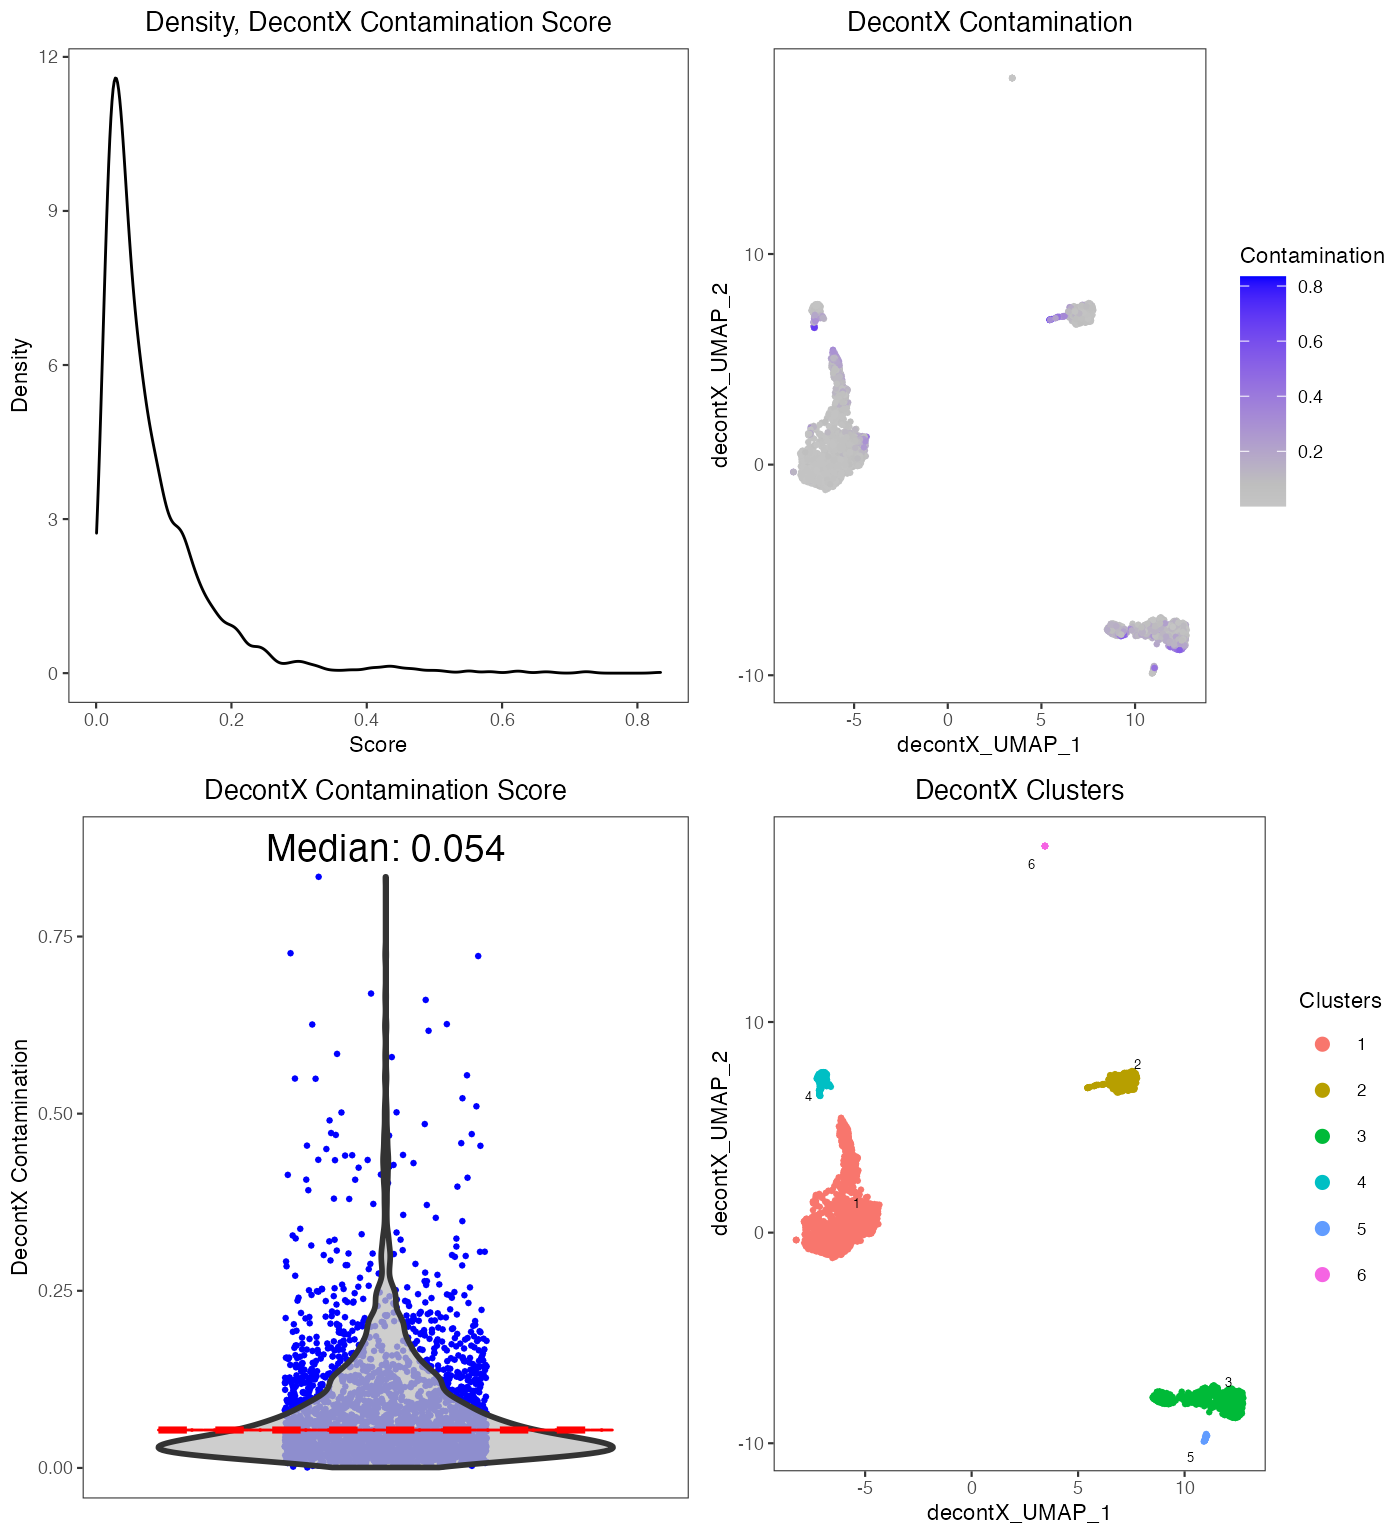 Density, DecontX Contamination Score
12
9
6
3
0
Density
0.0 0.2 0.4 0.6 0.8
Score
DecontX Contamination
10
0
-10
decontX_UMAP_2
-5 0 5 10
decontX_UMAP_1
Contamination
0.8
0.6
0.4
0.2
DecontX Contamination Score
Median: 0.054
0.75
0.50
0.25
0.00
DecontX Contamination
DecontX Clusters
6
2
4
1
3
5
10
0
-10
decontX_UMAP_2
-5 0 5 10
decontX_UMAP_1
Clusters
1
2
3
4
5
6